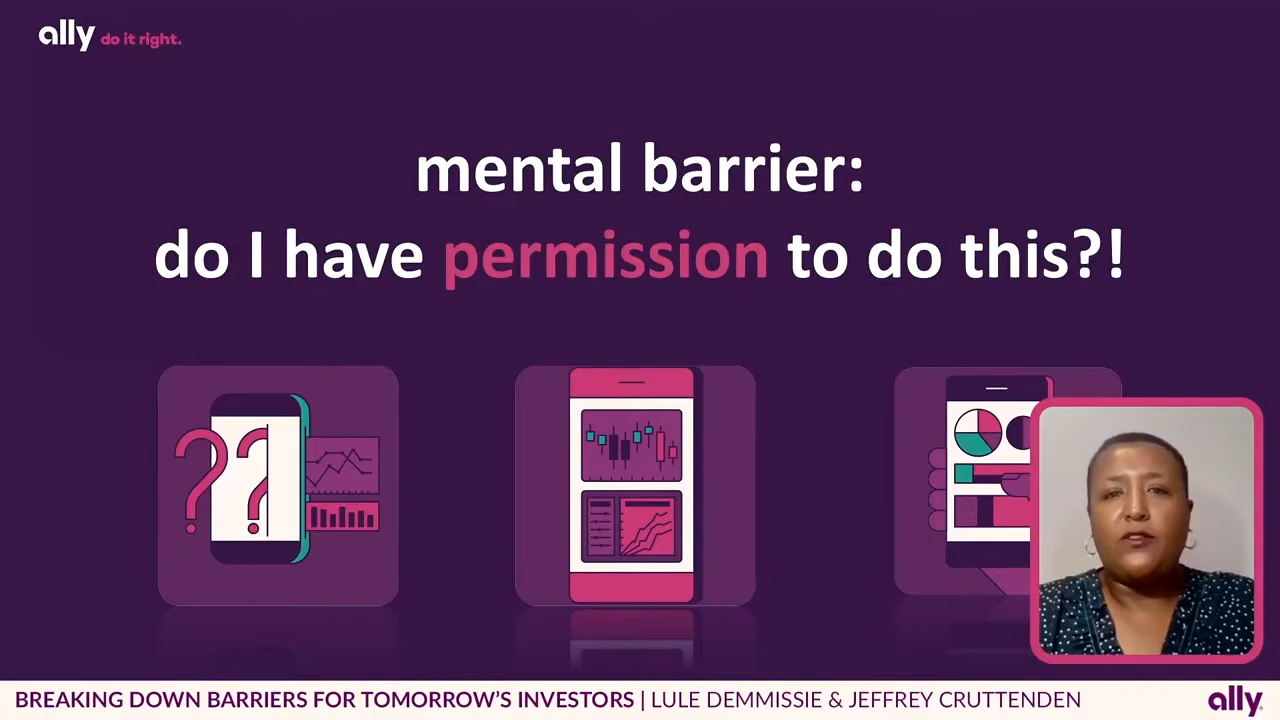 ally do it right.
mental barrier:
do I have permission to do this?!
??
BREAKING DOWN BARRIERS FOR TOMORROW'S INVESTORS | LULE DEMMISSIE & JEFFREY CRUTTENDEN
ally